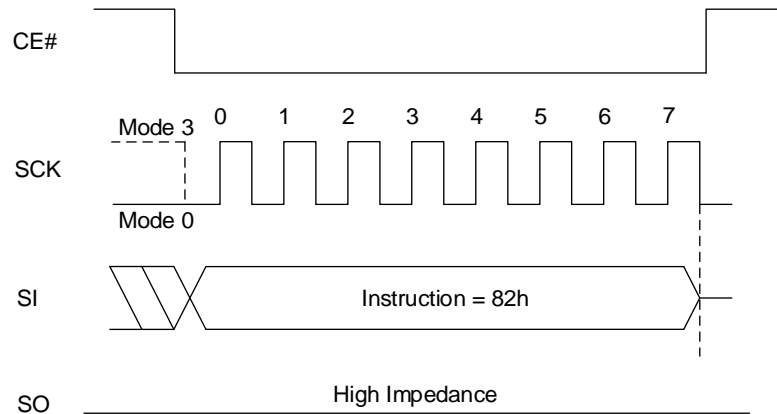 CE#
Mode 3 0 1 2 3 4 5 6 7
SCK
Mode 0
SI Instruction = 82h
SO High Impedance